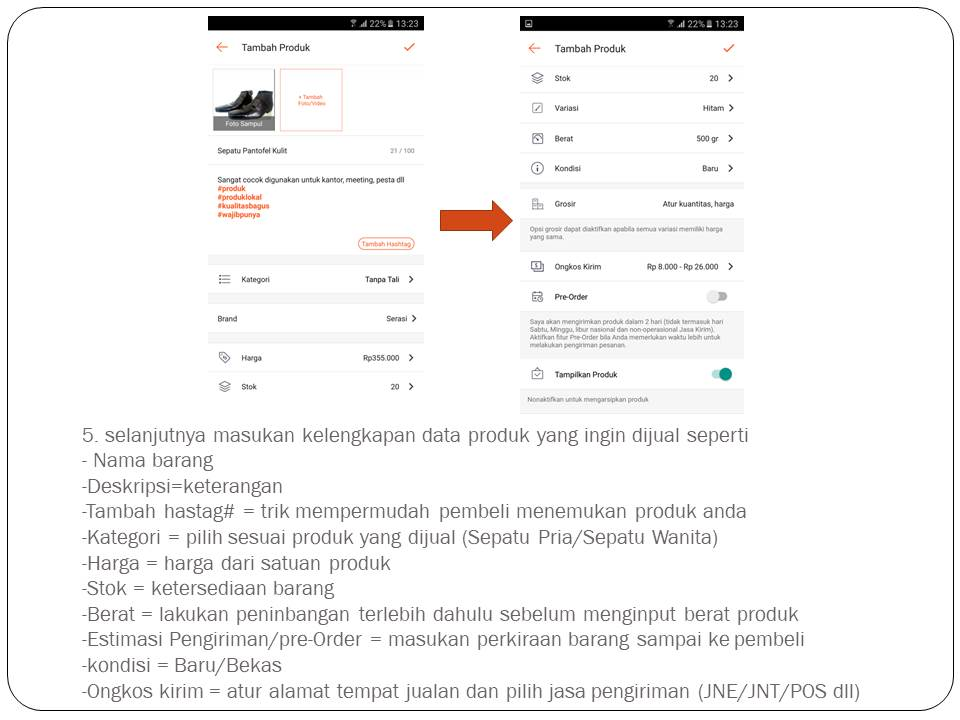 22% 13:23
Tambah Produk
+ Tambah
Foto/Video
Foto Sampul
Sepatu Pantofel Kulit 21 / 100
Sangat cocok digunakan untuk kantor, meeting, pesta dll
#produk
#produklokal
#kualitasbagus
#wajibpunya
Tambah Hashtag
Kategori Tanpa Tali
Brand Serasi
Harga Rp355.000
Stok 20
22% 13:23
Tambah Produk
Stok 20
Variasi Hitam
Berat 500 gr
Kondisi Baru
Grosir Atur kuantitas, harga
Opsi grosir dapat diaktifkan apabila semua variasi memiliki harga
yang sama.
Ongkos Kirim Rp 8.000 - Rp 26.000
Pre-Order
Saya akan mengirimkan produk dalam 2 hari (tidak termasuk hari
Sabtu, Minggu, libur nasional dan non-operasional Jasa Kirim).
Aktifkan fitur Pre-Order bila Anda memerlukan waktu lebih untuk
melakukan pengiriman pesanan.
Tampilkan Produk
Nonaktifkan untuk mengarsipkan produk
5. selanjutnya masukan kelengkapan data produk yang ingin dijual seperti
- Nama barang
-Deskripsi=keterangan
-Tambah hastag# = trik mempermudah pembeli menemukan produk anda
-Kategori = pilih sesuai produk yang dijual (Sepatu Pria/Sepatu Wanita)
-Harga = harga dari satuan produk
-Stok = ketersediaan barang
-Berat = lakukan peninbangan terlebih dahulu sebelum menginput berat produk
-Estimasi Pengiriman/pre-Order = masukan perkiraan barang sampai ke pembeli
-kondisi = Baru/Bekas
-Ongkos kirim = atur alamat tempat jualan dan pilih jasa pengiriman (JNE/JNT/POS dll)